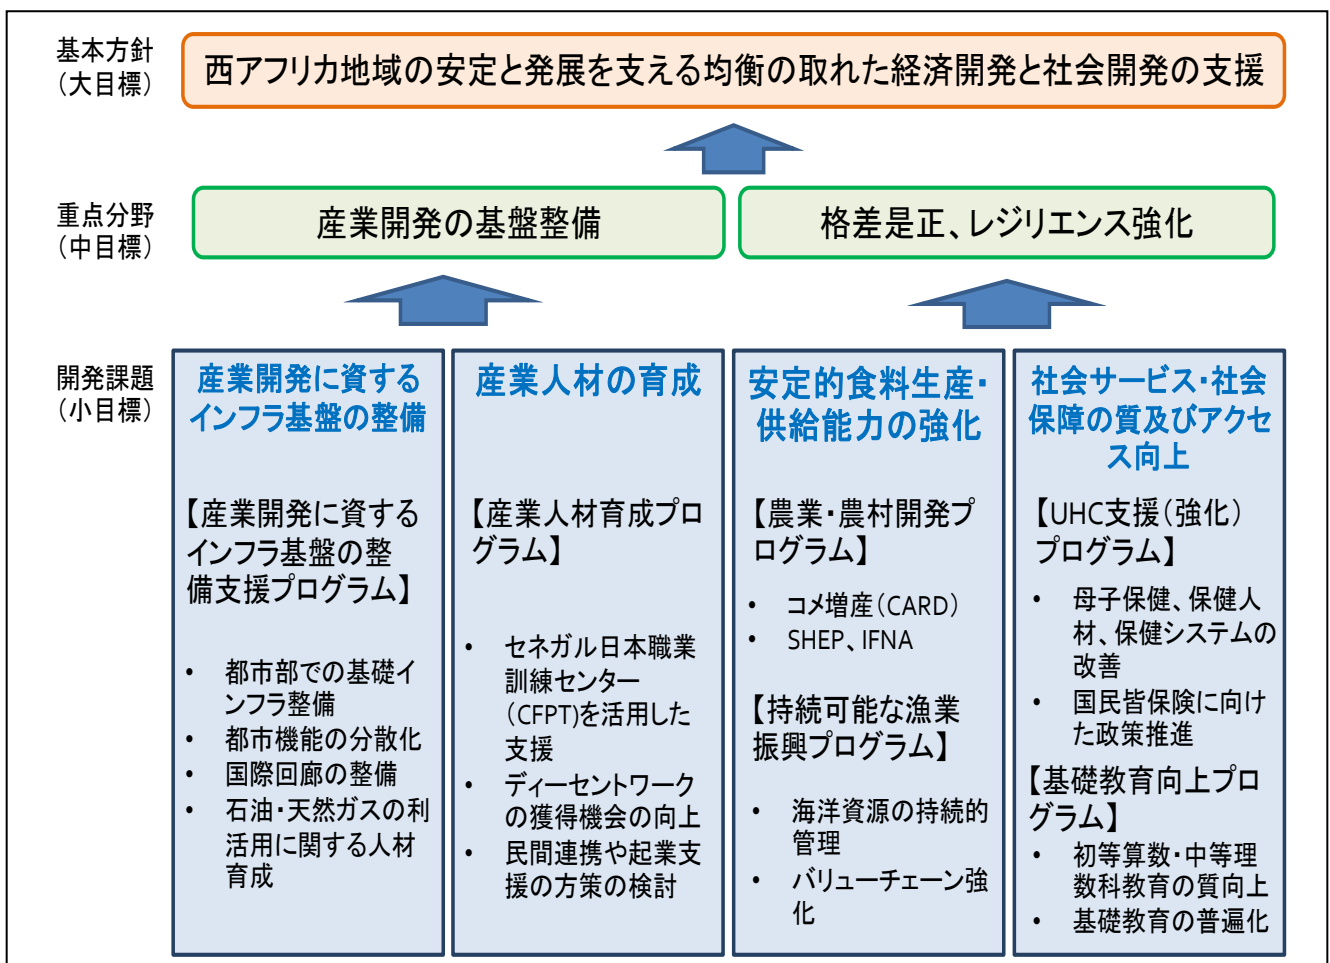 基本方針
（大目標）
西アフリカ地域の安定と発展を支える均衡の取れた経済開発と社会開発の支援
重点分野
（中目標）
産業開発の基盤整備
格差是正、レジリエンス強化
開発課題
（小目標）
産業開発に資する
インフラ基盤の整備
【産業開発に資する
インフラ基盤の整
備支援プログラム】
• 都市部での基礎イ
ンフラ整備
• 都市機能の分散化
• 国際回廊の整備
• 石油・天然ガスの利
活用に関する人材
育成
産業人材の育成
【産業人材育成プロ
グラム】
• セネガル日本職業
訓練センター
（CFPT)を活用した
支援
• ディーセントワーク
の獲得機会の向上
• 民間連携や起業支
援の方策の検討
安定的食料生産・
供給能力の強化
【農業・農村開発プ
ログラム】
• コメ増産（CARD）
• SHEP、IFNA
【持続可能な漁業
振興プログラム】
• 海洋資源の持続的
管理
• バリューチェーン強
化
社会サービス・社会
保障の質及びアクセ
ス向上
【UHC支援（強化）
プログラム】
• 母子保健、保健人
材、保健システムの
改善
• 国民皆保険に向け
た政策推進
【基礎教育向上プロ
グラム】
• 初等算数・中等理
数科教育の質向上
• 基礎教育の普遍化